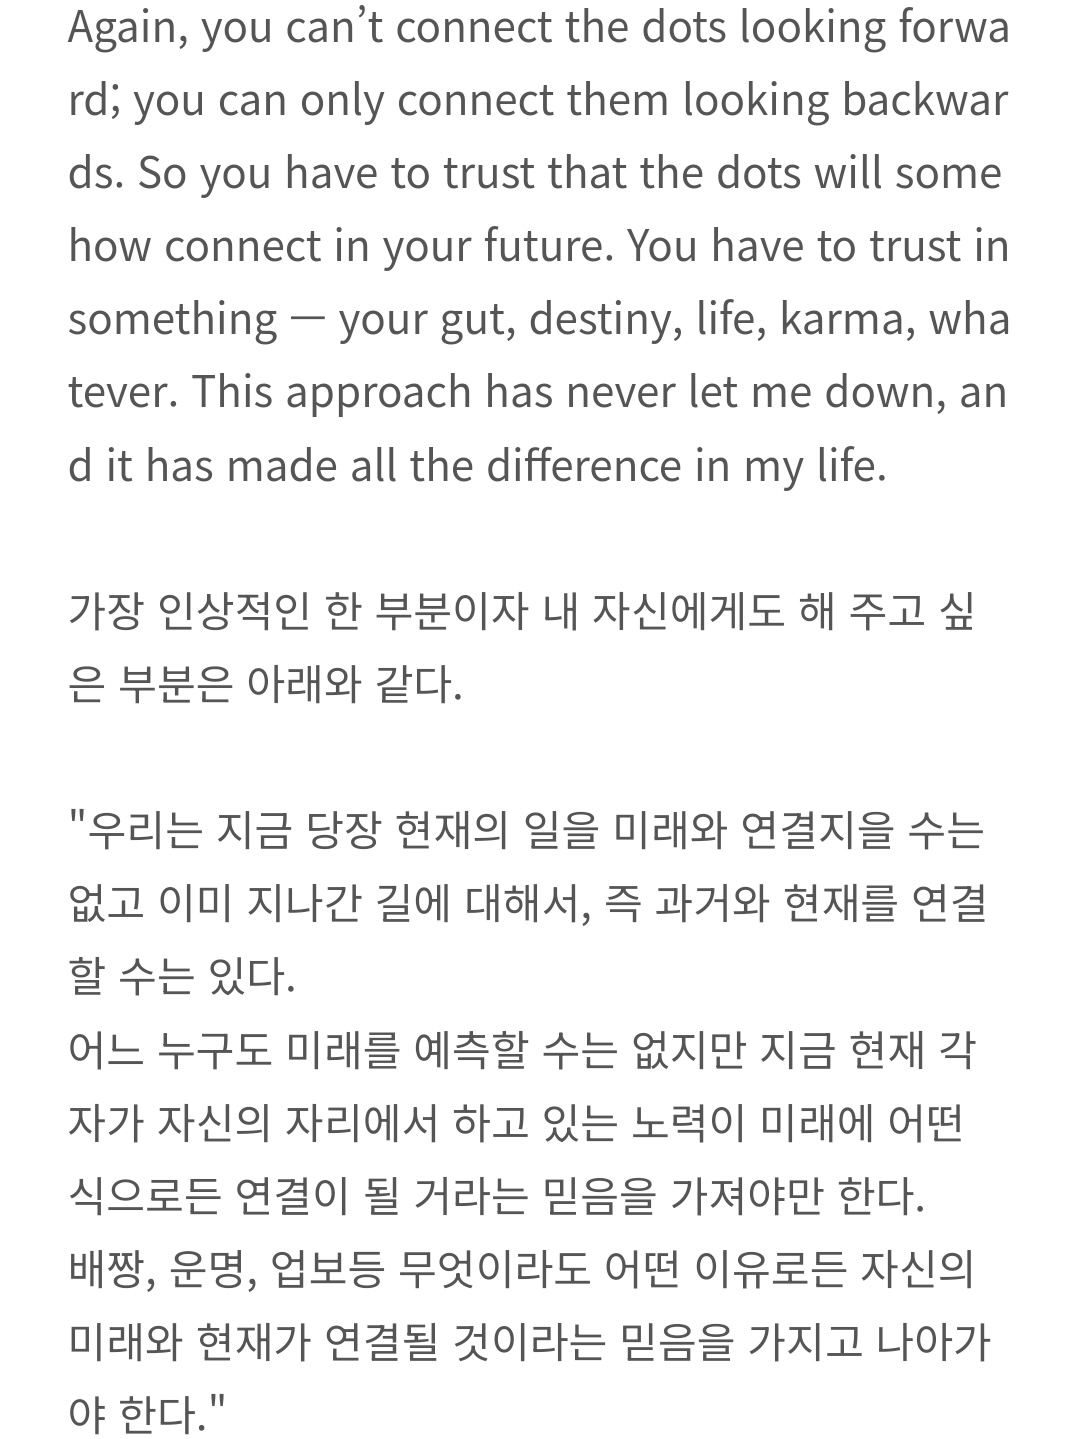 Again, you can’t connect the dots looking forwa
rd; you can only connect them looking backwar
ds. So you have to trust that the dots will some
how connect in your future. You have to trust in
something — your gut, destiny, life, karma, wha
tever. This approach has never let me down, an
d it has made all the difference in my life.
가장 인상적인 한 부분이자 내 자신에게도 해 주고 싶
은 부분은 아래와 같다.
"우리는 지금 당장 현재의 일을 미래와 연결지을 수는
없고 이미 지나간 길에 대해서, 즉 과거와 현재를 연결
할 수는 있다.
어느 누구도 미래를 예측할 수는 없지만 지금 현재 각
자가 자신의 자리에서 하고 있는 노력이 미래에 어떤
식으로든 연결이 될 거라는 믿음을 가져야만 한다.
배짱, 운명, 업보등 무엇이라도 어떤 이유로든 자신의
미래와 현재가 연결될 것이라는 믿음을 가지고 나아가
야 한다."